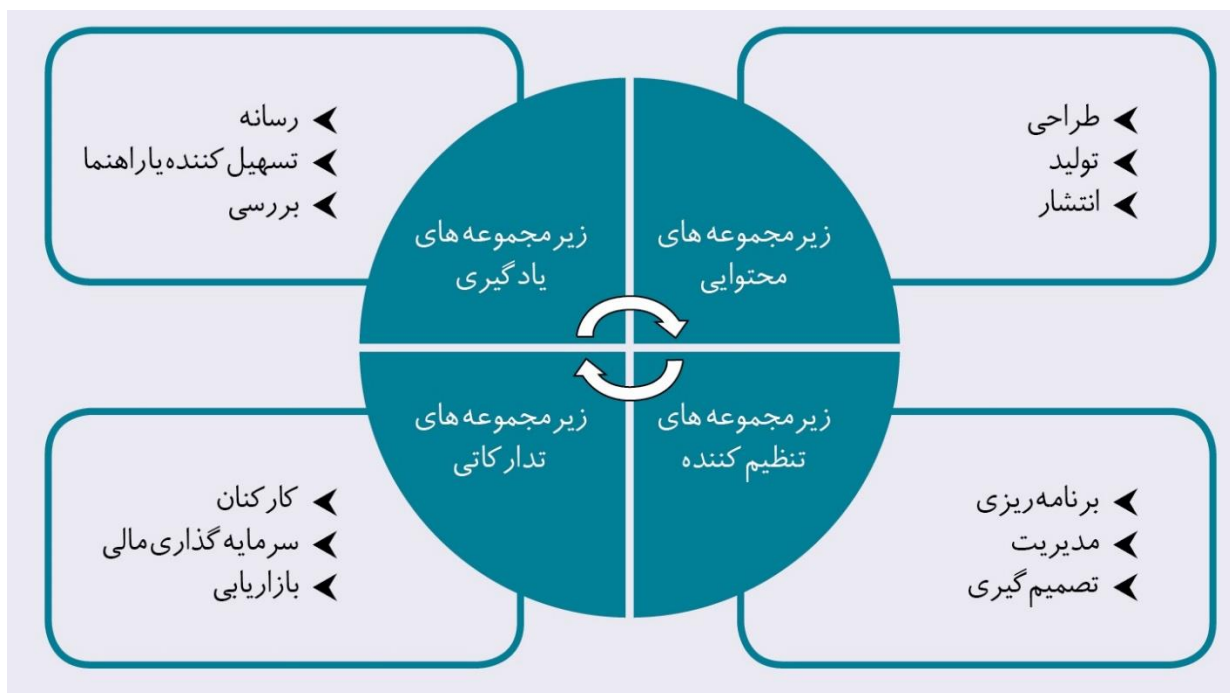 طراحی
تولید
انتشار
زیرمجموعه های
محتوایی
زیرمجموعه های
یادگیری
رسانه
تسهیل کننده یا راهنما
بررسی
زیرمجموعه های
تنظیم کننده
برنامه ریزی
مدیریت
تصمیم گیری
زیرمجموعه های
تدارکاتی
کارکنان
سرمایه گذاری مالی
بازاریابی